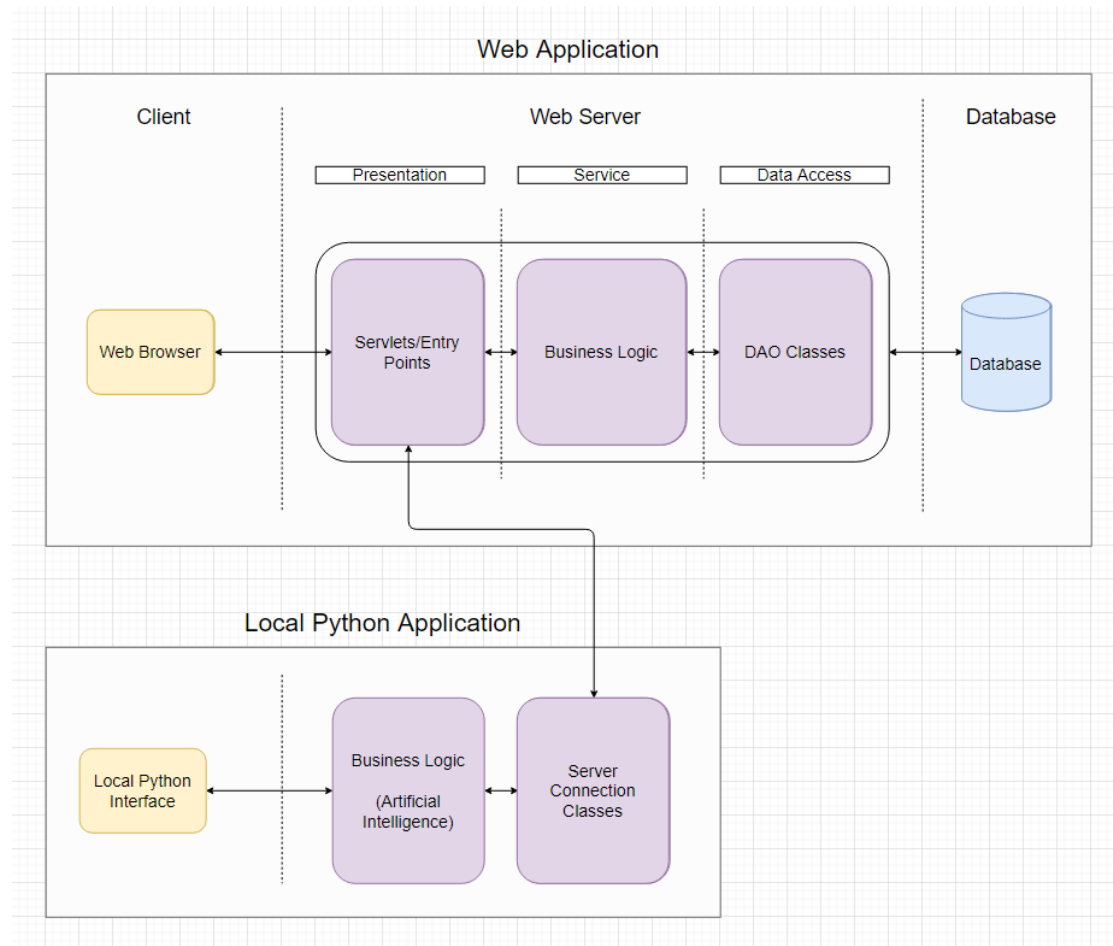 Web Application
Client
Web Server
Database
Presentation
Service
Data Access
Web Browser
Servlets/Entry
Points
Business Logic
DAO Classes
Database
Local Python Application
Local Python
Interface
Business Logic
(Artificial
Intelligence)
Server
Connection
Classes